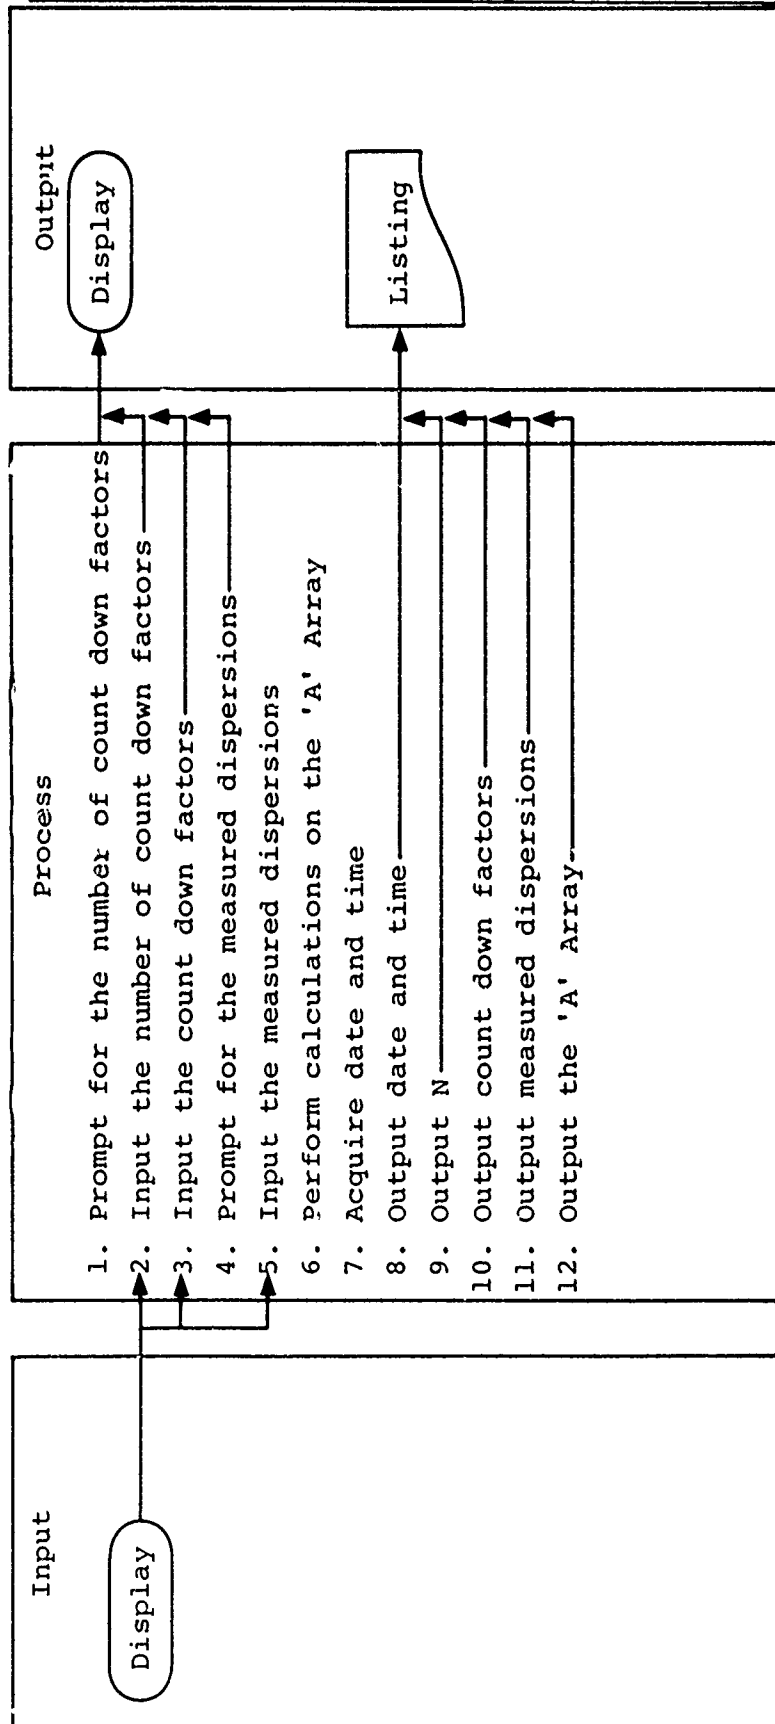 Input
Display
Process
1. Prompt for the number of count down factors
2. Input the number of count down factors
3. Input the count down factors
4. Prompt for the measured dispersions
5. Input the measured dispersions
6. Perform calculations on the 'A' Array
7. Acquire date and time
8. Output date and time
9. Output N
10. Output count down factors
11. Output measured dispersions
12. Output the 'A' Array
Output
Display
Listing